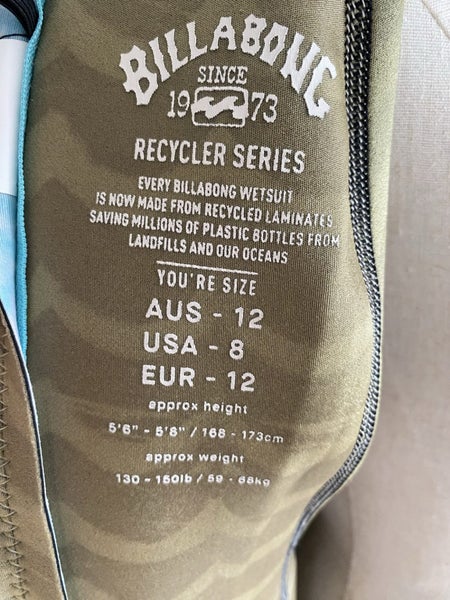 BILLABONG
SINCE
19 73
RECYCLER SERIES
EVERY BILLABONG WETSUIT
IS NOW MADE FROM RECYCLED LAMINATES
SAVING MILLIONS OF PLASTIC BOTTLES FROM
LANDFILLS AND OUR OCEANS
YOU'RE SIZE
AUS - 12
USA - 8
EUR - 12
approx height
5'6" - 5'8" / 168 - 173cm
approx weight
130 - 150lb / 59 - 68kg